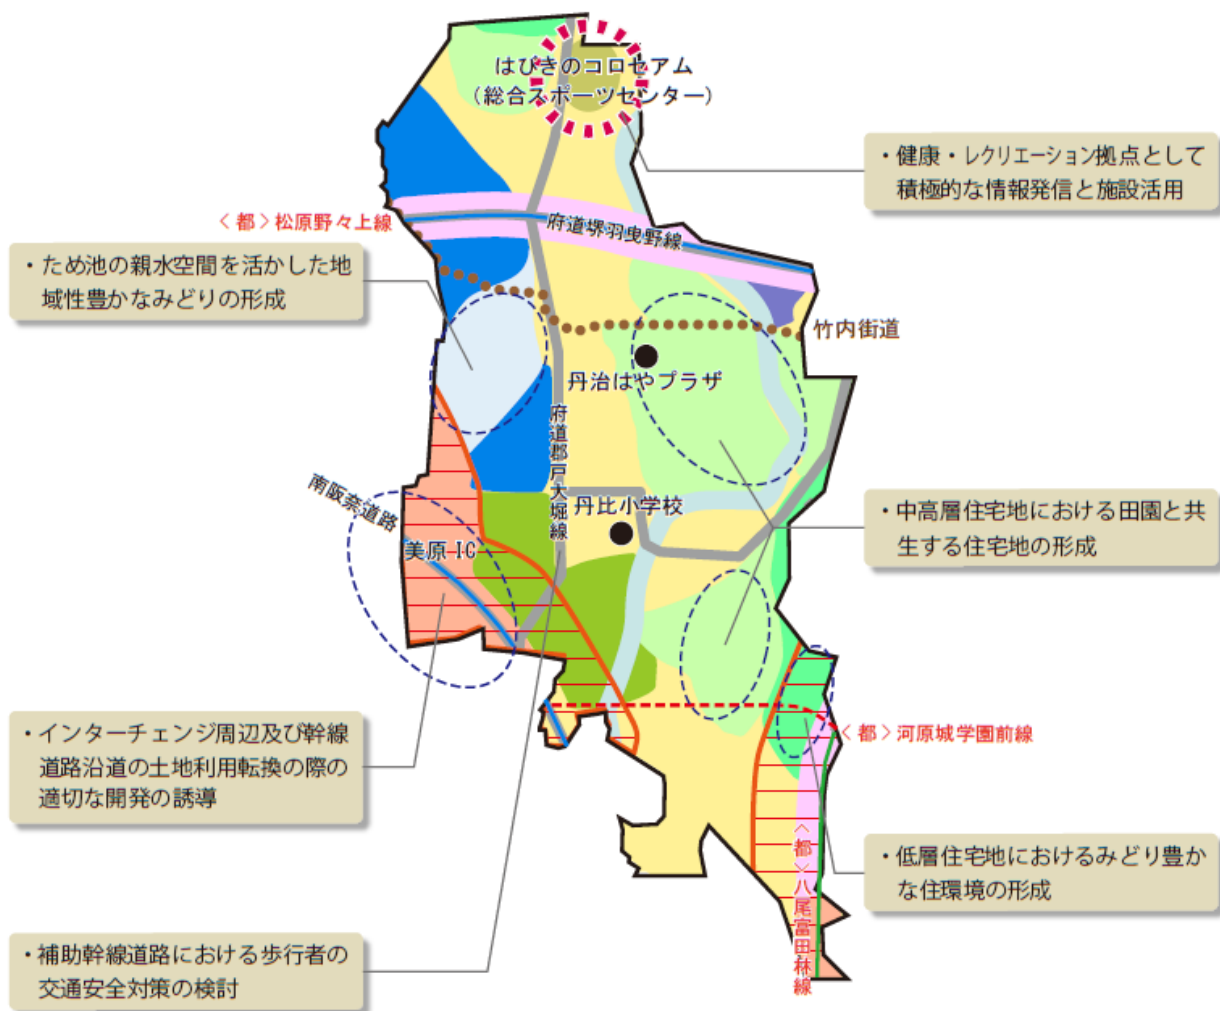 はびきのコロセアム
（総合スポーツセンター）
・健康・レクリエーション拠点として
積極的な情報発信と施設活用
＜都＞松原野々上線
府道堺羽曳野線
・ため池の親水空間を活かした地
域性豊かなみどりの形成
竹内街道
丹治はやプラザ
府道郡戸大堀線
南阪奈道路
丹比小学校
美原IC
・中高層住宅地における田園と共
生する住宅地の形成
・インターチェンジ周辺及び幹線
道路沿道の土地利用転換の際の
適切な開発の誘導
＜都＞河原城学園前線
＜都＞八尾富田林線
・低層住宅地におけるみどり豊か
な住環境の形成
・補助幹線道路における歩行者の
交通安全対策の検討